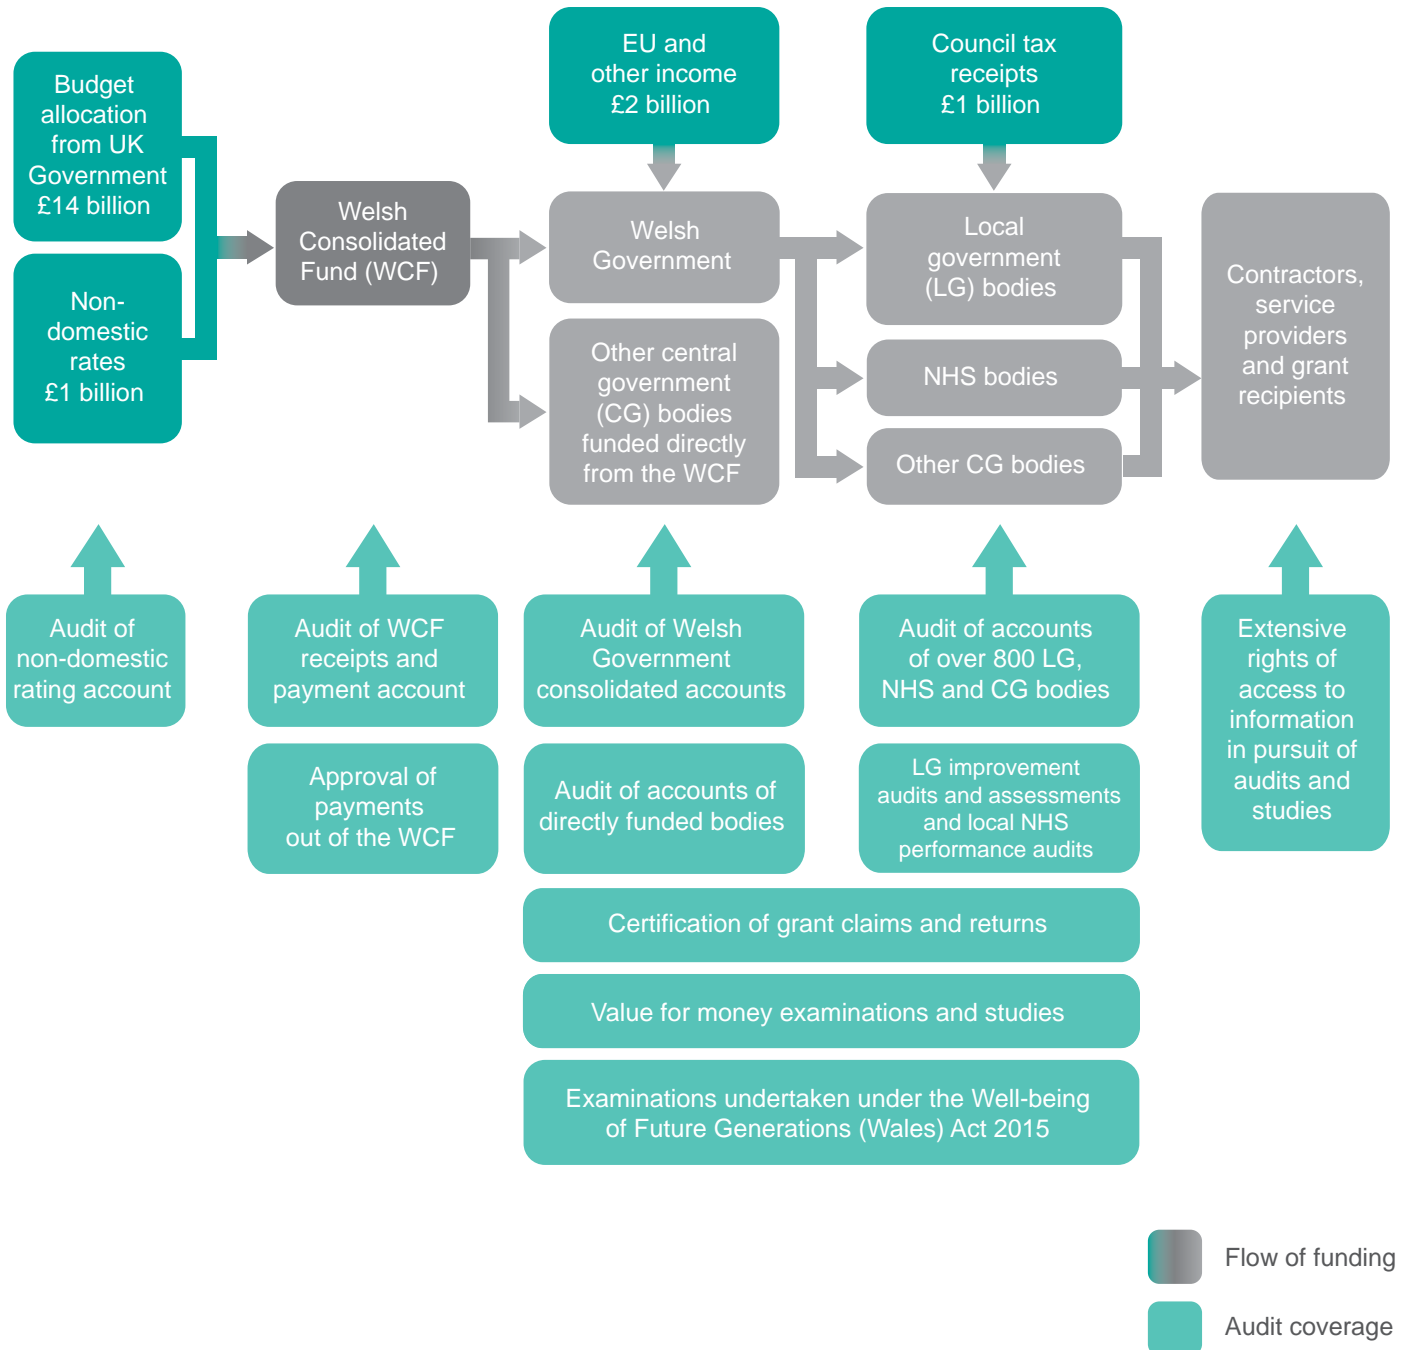 Budget
allocation
from UK
Government
£14 billion
Non-
domestic
rates
£1 billion
Welsh
Consolidated
Fund (WCF)
EU and
other income
£2 billion
Welsh
Government
Other central
government
(CG) bodies
funded directly
from the WCF
Council tax
receipts
£1 billion
Local
government
(LG) bodies
NHS bodies
Other CG bodies
Contractors,
service
providers
and grant
recipients
Audit of
non-domestic
rating account
Audit of WCF
receipts and
payment account
Approval of
payments
out of the WCF
Audit of Welsh
Government
consolidated accounts
Audit of accounts of
directly funded bodies
Audit of accounts
of over 800 LG,
NHS and CG bodies
LG improvement
audits and assessments
and local NHS
performance audits
Certification of grant claims and returns
Value for money examinations and studies
Examinations undertaken under the Well-being
of Future Generations (Wales) Act 2015
Extensive
rights of
access to
information
in pursuit of
audits and
studies
Flow of funding
Audit coverage